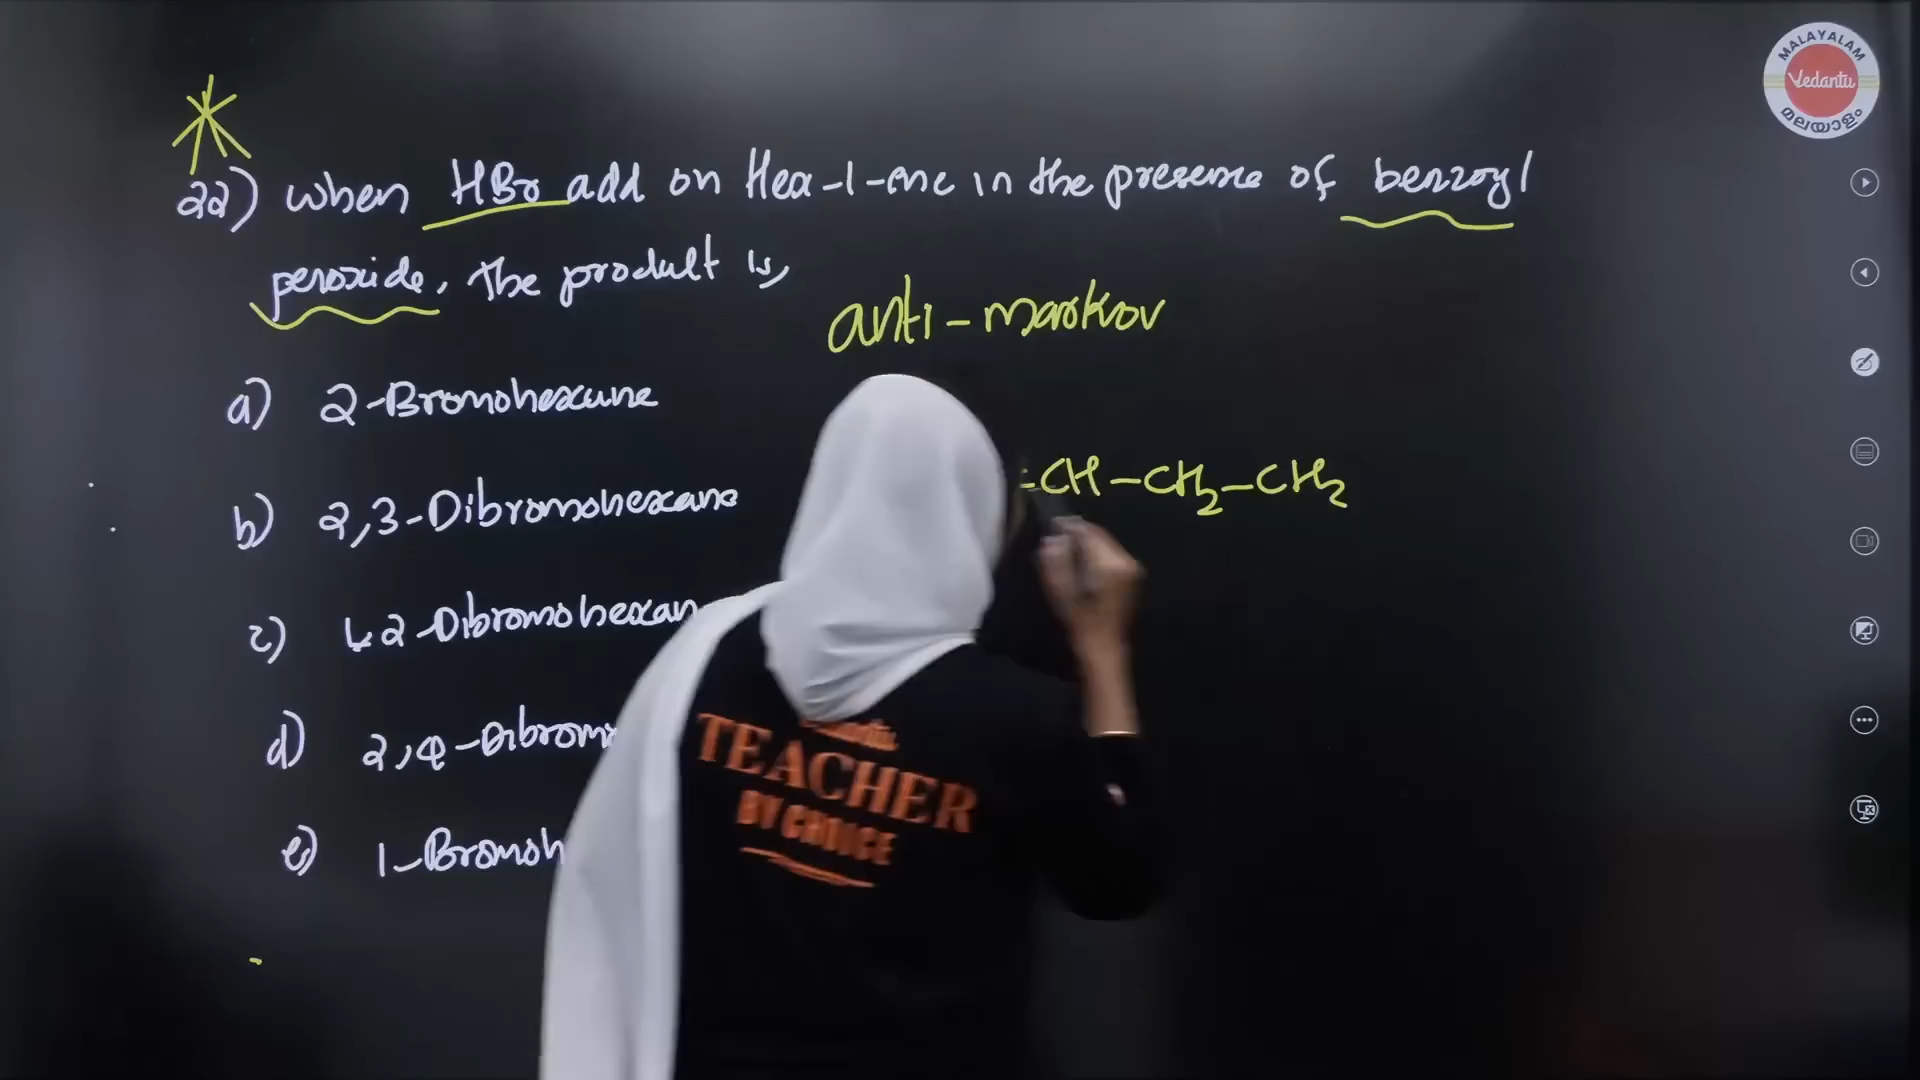 MALAYALAM
Vedantu
മലയാളം
22) When HBr add on Hex-1-ene in the presence of benzoyl
peroxide, the product is,
anti-markov
a) 2-Bromohexane
b) 2,3-Dibromohexane
c) 1,2-Dibromohexan
d) 2,4-Dibromo
e) 1-Bromoh
=CH-CH2-CH2
TEACHER
BY CHOICE